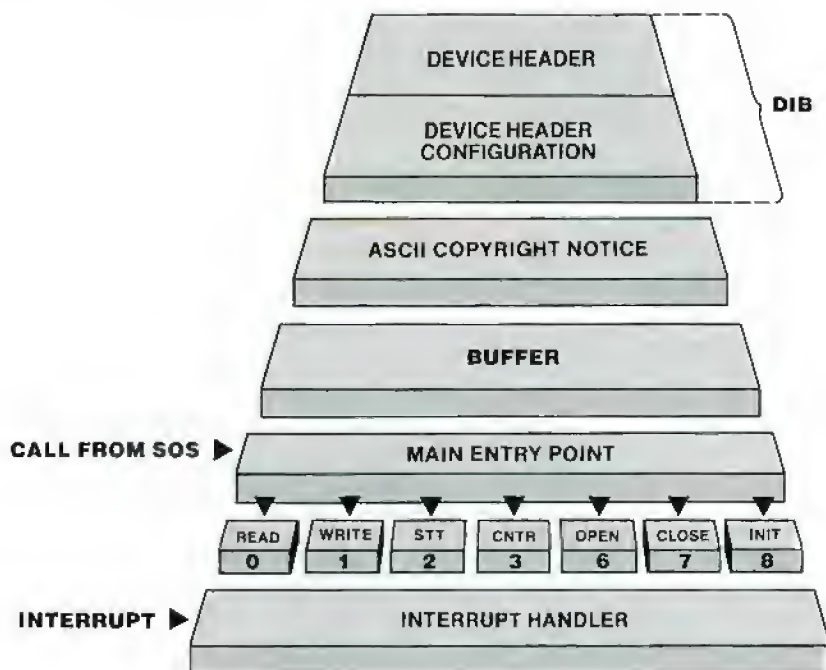 DEVICE HEADER
DIB
DEVICE HEADER
CONFIGURATION
ASCII COPYRIGHT NOTICE
BUFFER
CALL FROM SOS
MAIN ENTRY POINT
READ WRITE STT CNTR OPEN CLOSE INIT
0 1 2 3 6 7 8
INTERRUPT
INTERRUPT HANDLER